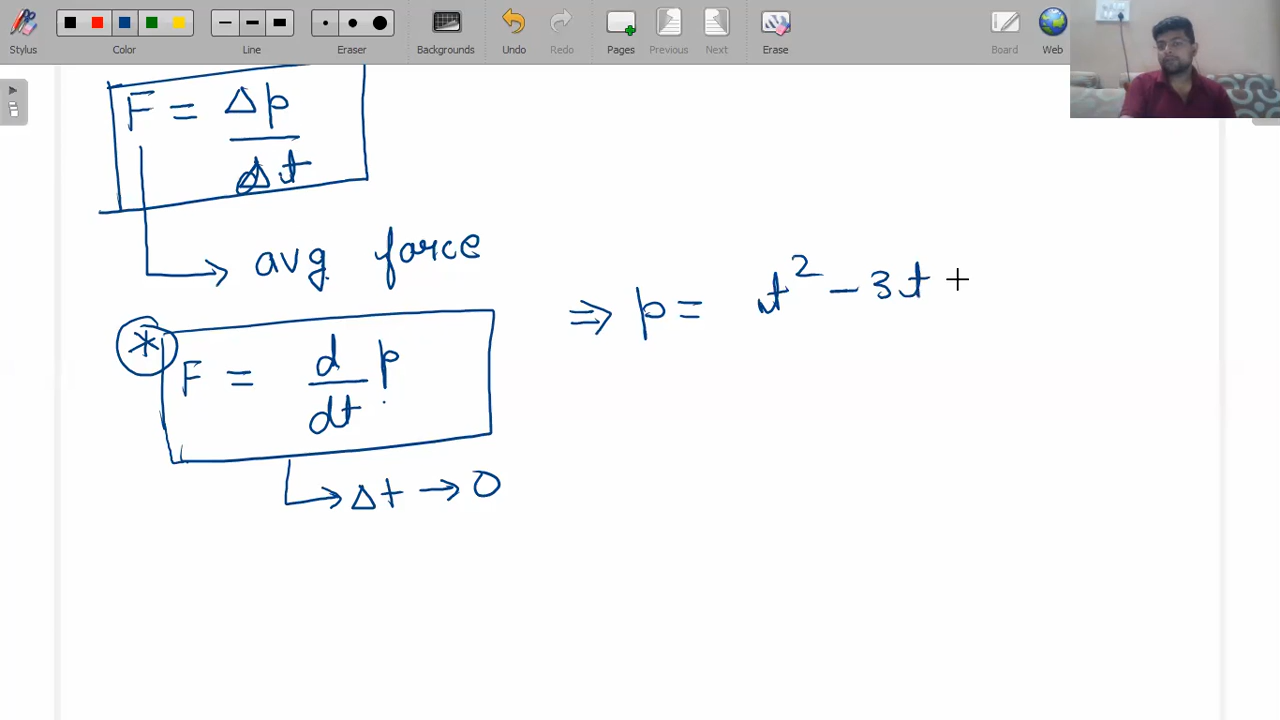 Stylus Color Line Eraser Backgrounds Undo Redo Pages Previous Next Erase Board Web
F = Δp / Δt
avg force
* F = d/dt p
Δt → 0
⇒ p = t² - 3t +